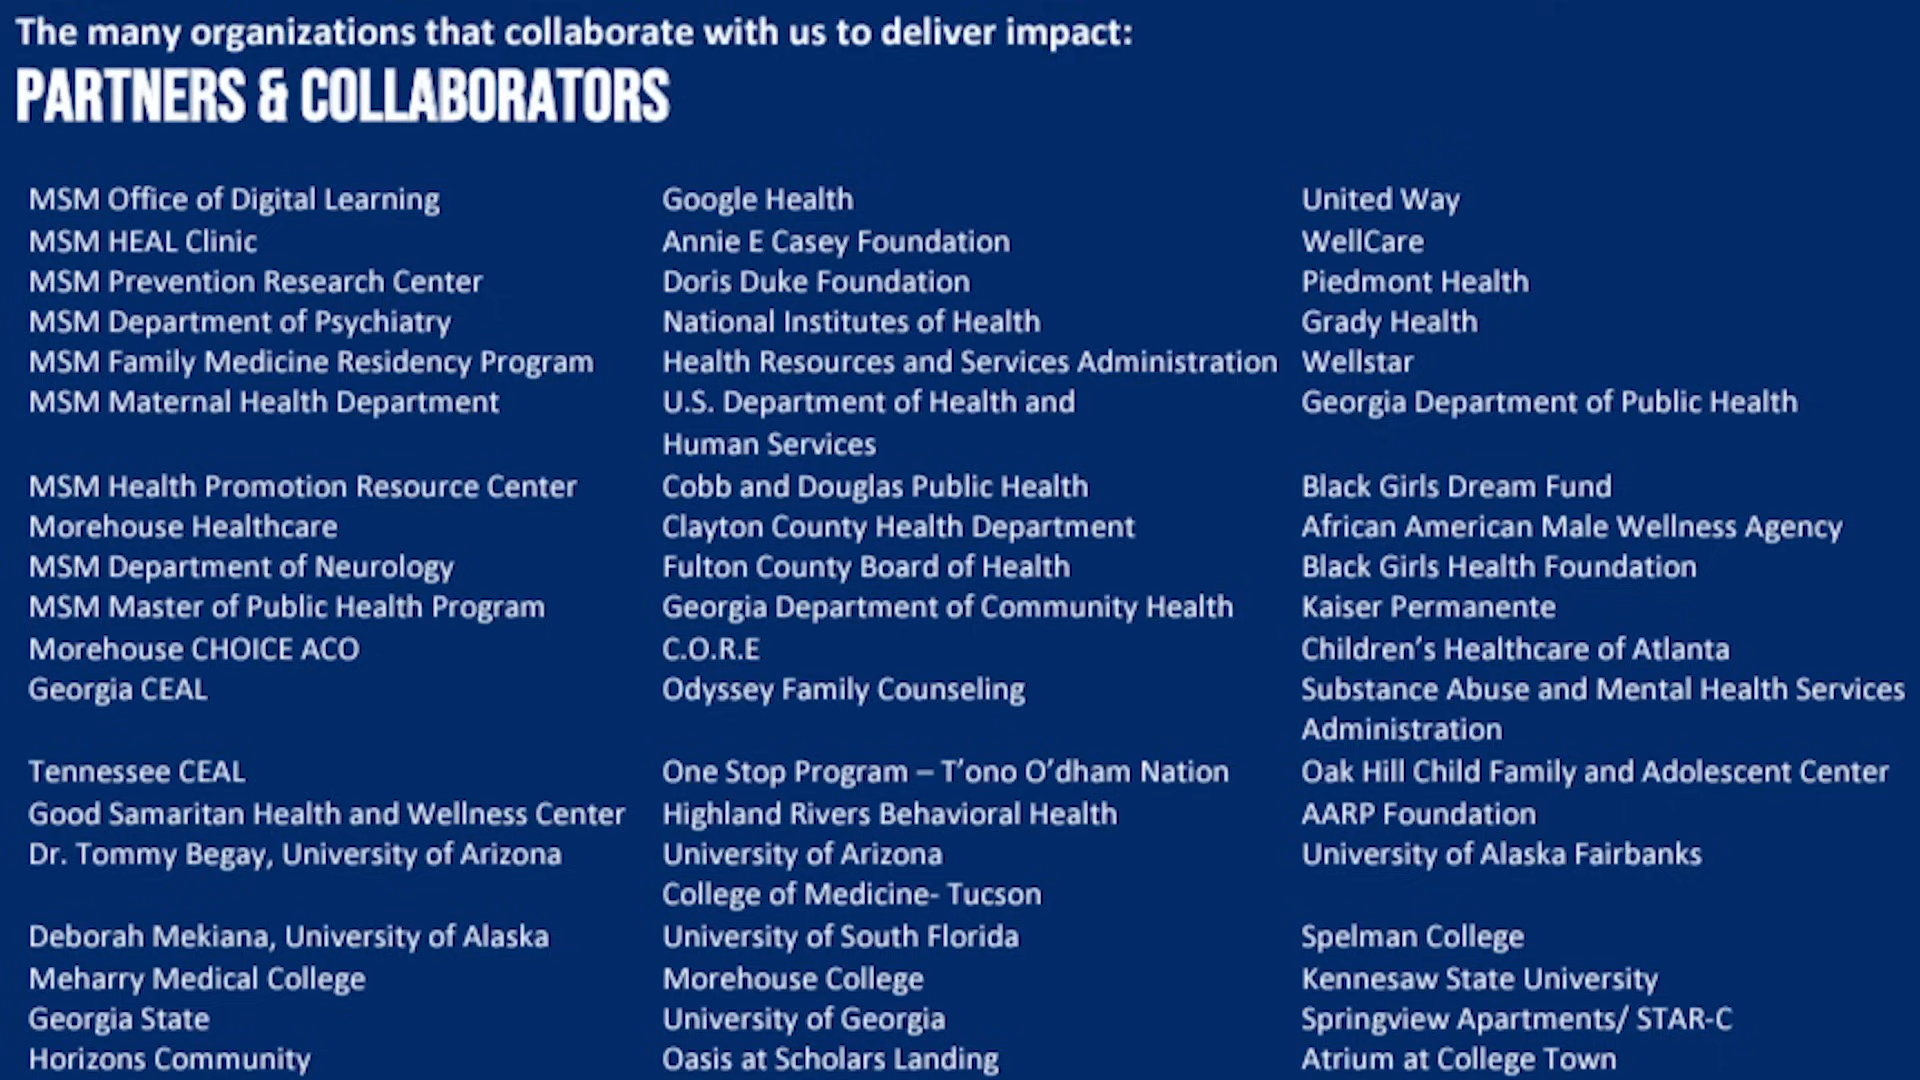 The many organizations that collaborate with us to deliver impact:
PARTNERS & COLLABORATORS
MSM Office of Digital Learning
MSM HEAL Clinic
MSM Prevention Research Center
MSM Department of Psychiatry
MSM Family Medicine Residency Program
MSM Maternal Health Department
MSM Health Promotion Resource Center
Morehouse Healthcare
MSM Department of Neurology
MSM Master of Public Health Program
Morehouse CHOICE ACO
Georgia CEAL
Tennessee CEAL
Good Samaritan Health and Wellness Center
Dr. Tommy Begay, University of Arizona
Deborah Mekiana, University of Alaska
Meharry Medical College
Georgia State
Horizons Community
Google Health
Annie E Casey Foundation
Doris Duke Foundation
National Institutes of Health
Health Resources and Services Administration
U.S. Department of Health and
Human Services
Cobb and Douglas Public Health
Clayton County Health Department
Fulton County Board of Health
Georgia Department of Community Health
C.O.R.E
Odyssey Family Counseling
One Stop Program – T’ono O’dham Nation
Highland Rivers Behavioral Health
University of Arizona
College of Medicine- Tucson
University of South Florida
Morehouse College
University of Georgia
Oasis at Scholars Landing
United Way
WellCare
Piedmont Health
Grady Health
Wellstar
Georgia Department of Public Health
Black Girls Dream Fund
African American Male Wellness Agency
Black Girls Health Foundation
Kaiser Permanente
Children’s Healthcare of Atlanta
Substance Abuse and Mental Health Services
Administration
Oak Hill Child Family and Adolescent Center
AARP Foundation
University of Alaska Fairbanks
Spelman College
Kennesaw State University
Springview Apartments/ STAR-C
Atrium at College Town